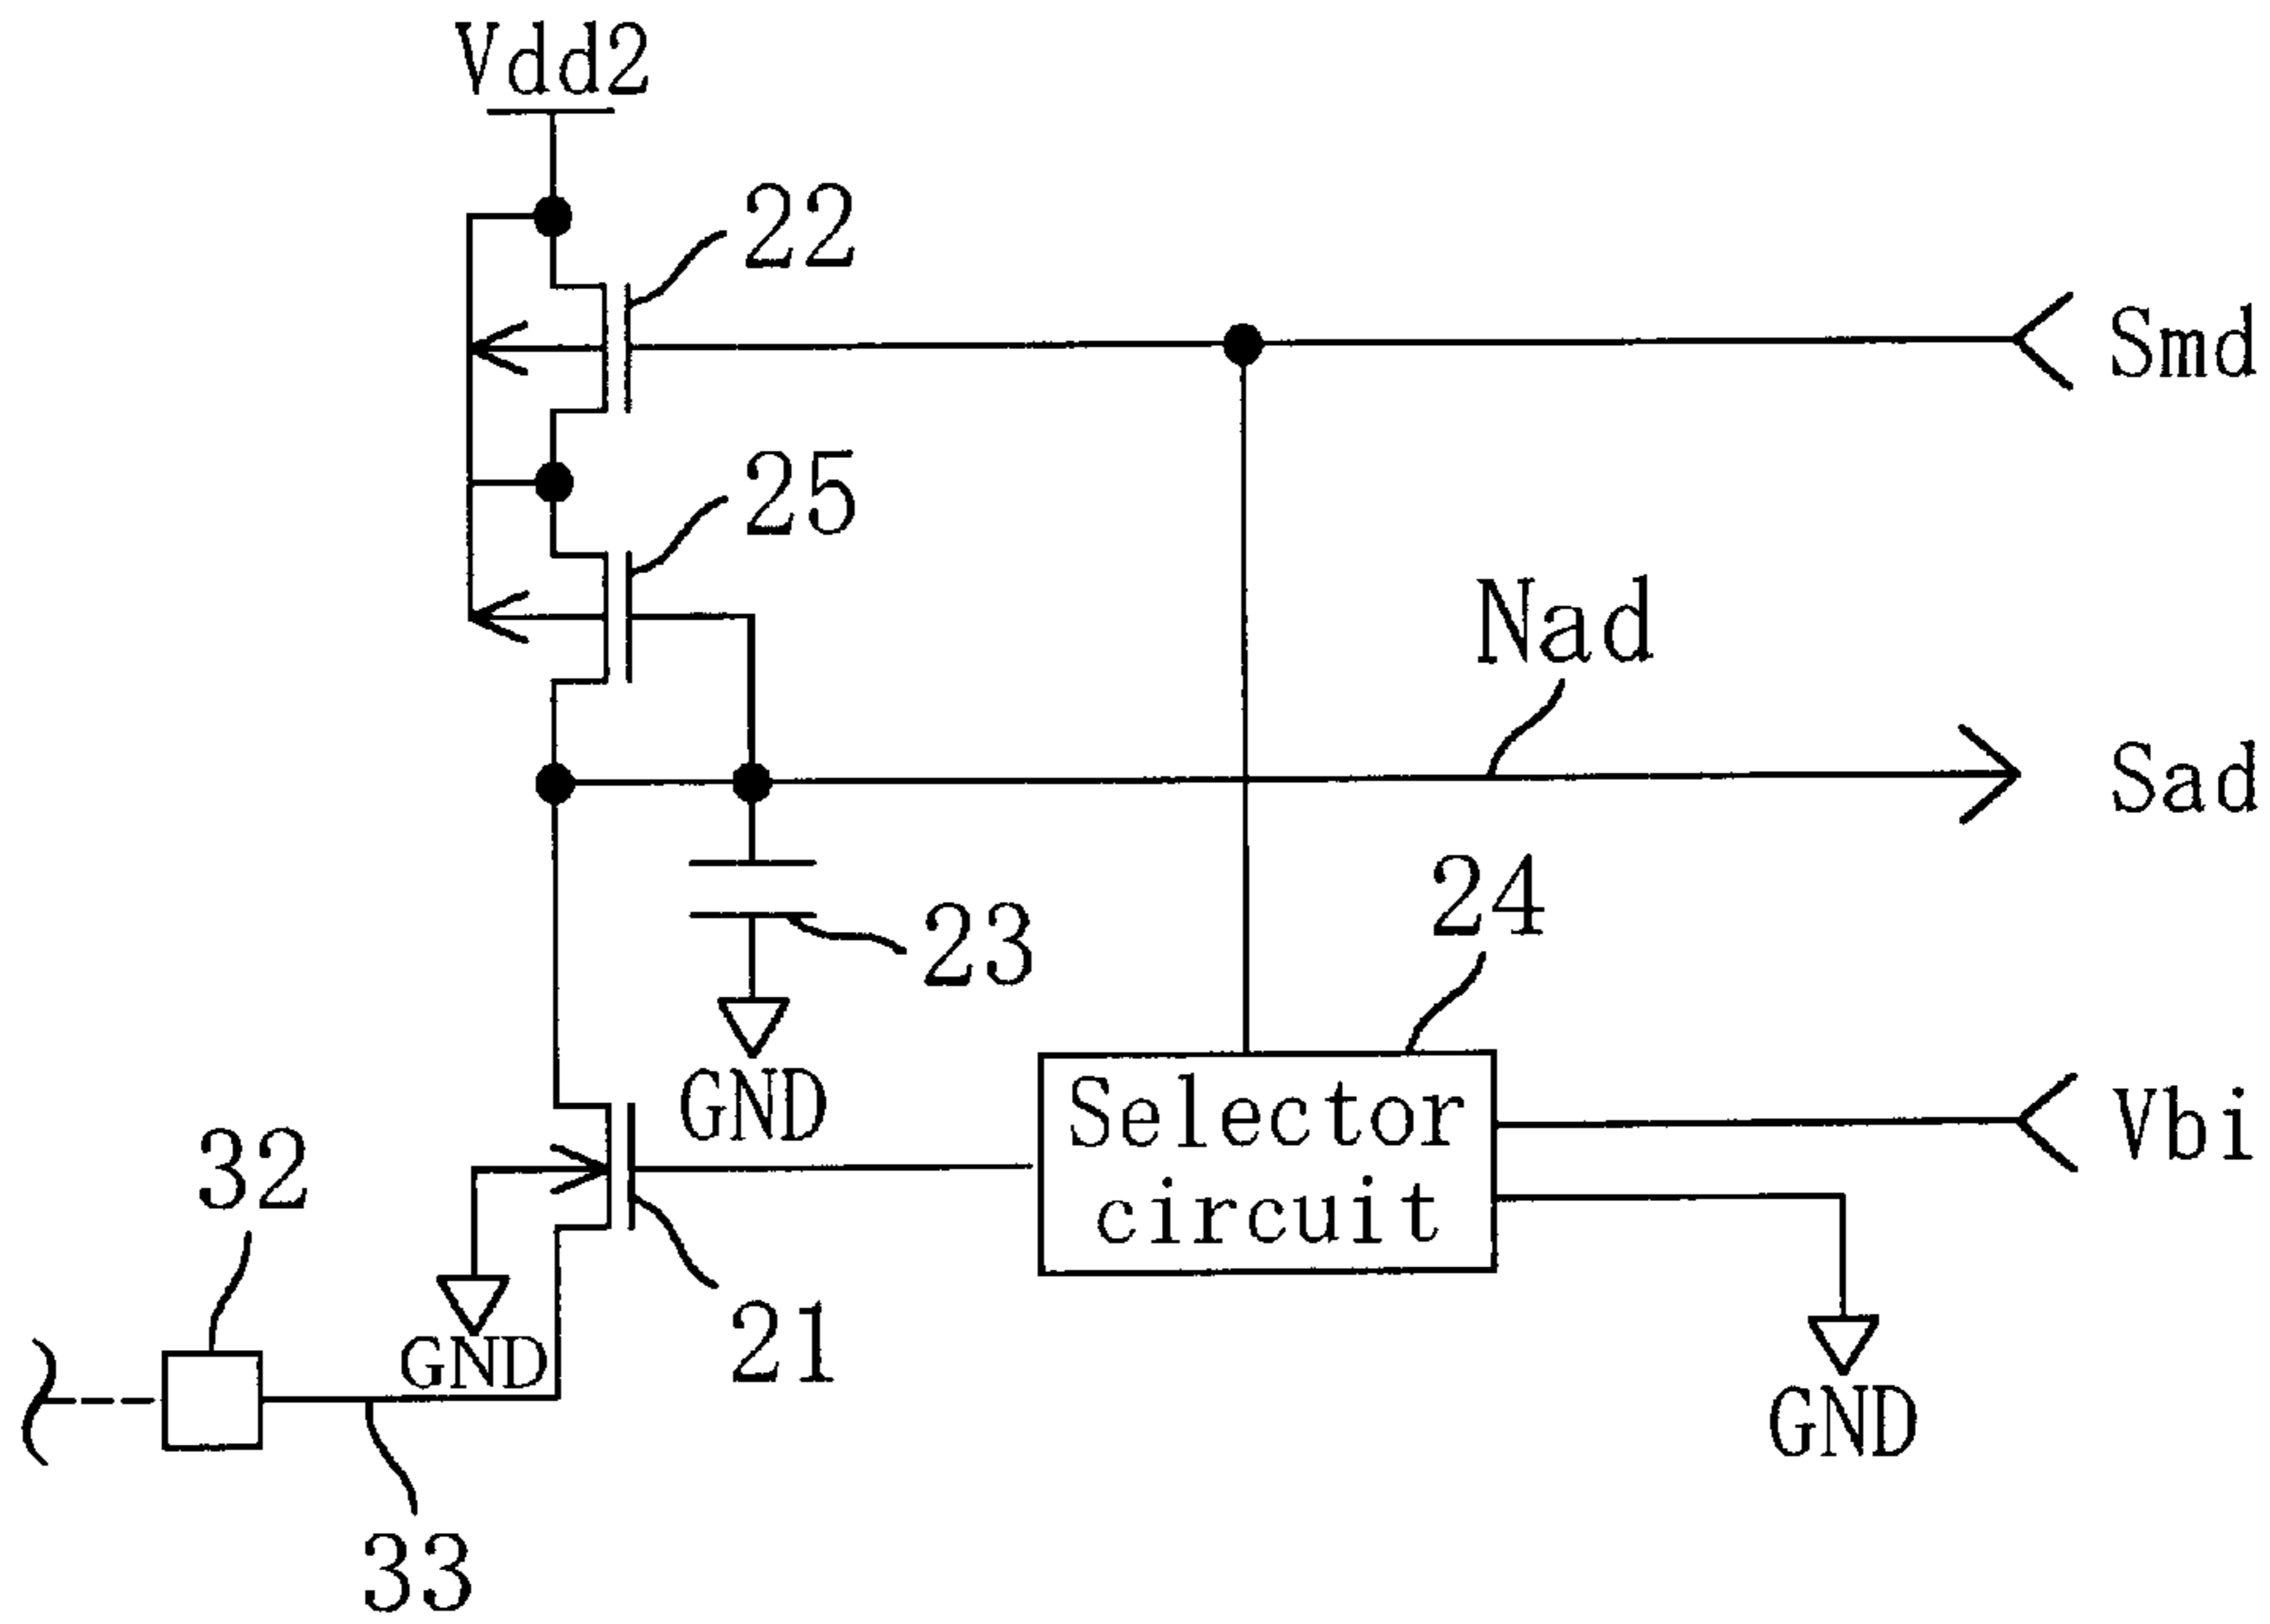 Vdd2
22
Smd
25
Nad
Sad
24
23
GND
Selector
circuit
Vbi
32
21
GND
GND
33